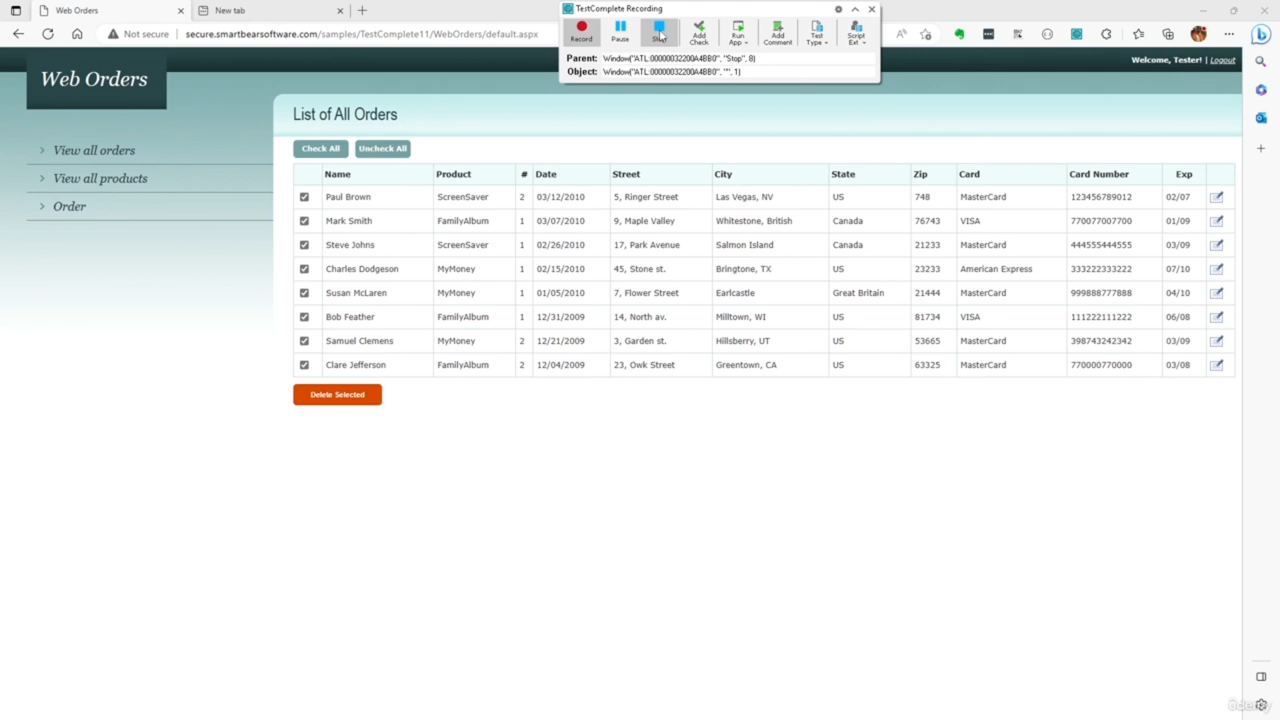 Web Orders
New tab
TestComplete Recording
Not secure
secure.smartbearsoftware.com/samples/TestComplete11/WebOrders/default.aspx
Record
Pause
Stop
Add Check
Run App
Add Comment
Test Type
Script Ext
Parent: Window("ATL:00000032200A4BB0", "Stop", 8)
Object: Window("ATL:00000032200A4BB0", "", 1)
Web Orders
Welcome, Tester! | Logout
View all orders
View all products
Order
List of All Orders
Check All Uncheck All
Name Product # Date Street City State Zip Card Card Number Exp
Paul Brown ScreenSaver 2 03/12/2010 5, Ringer Street Las Vegas, NV US 748 MasterCard 123456789012 02/07
Mark Smith FamilyAlbum 1 03/07/2010 9, Maple Valley Whitestone, British Canada 76743 VISA 770077007700 01/09
Steve Johns ScreenSaver 1 02/26/2010 17, Park Avenue Salmon Island Canada 21233 MasterCard 444555444555 03/09
Charles Dodgeson MyMoney 1 02/15/2010 45, Stone st. Bringtone, TX US 23233 American Express 333222333222 07/10
Susan McLaren MyMoney 1 01/05/2010 7, Flower Street Earlcastle Great Britain 21444 MasterCard 999888777888 04/10
Bob Feather FamilyAlbum 1 12/31/2009 14, North av. Milltown, WI US 81734 VISA 111222111222 06/08
Samuel Clemens MyMoney 2 12/21/2009 3, Garden st. Hillsberry, UT US 53665 MasterCard 398743242342 03/09
Clare Jefferson FamilyAlbum 2 12/04/2009 23, Owk Street Greentown, CA US 63325 MasterCard 770000770000 03/08
Delete Selected